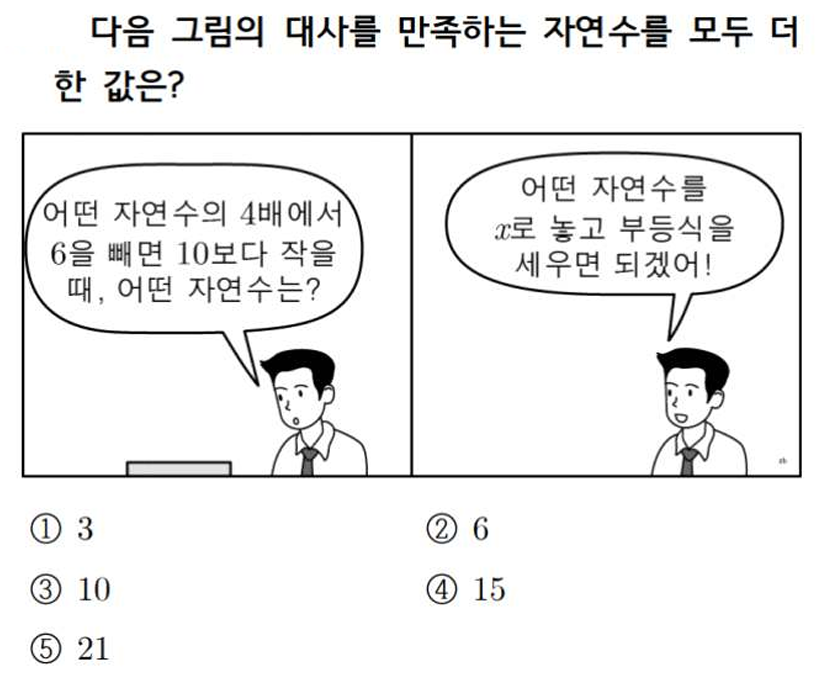 다음 그림의 대사를 만족하는 자연수를 모두 더
한 값은?
어떤 자연수의 4배에서
6을 빼면 10보다 작을
때, 어떤 자연수는?
어떤 자연수를
x로 놓고 부등식을
세우면 되겠어!
① 3
② 6
③ 10
④ 15
⑤ 21